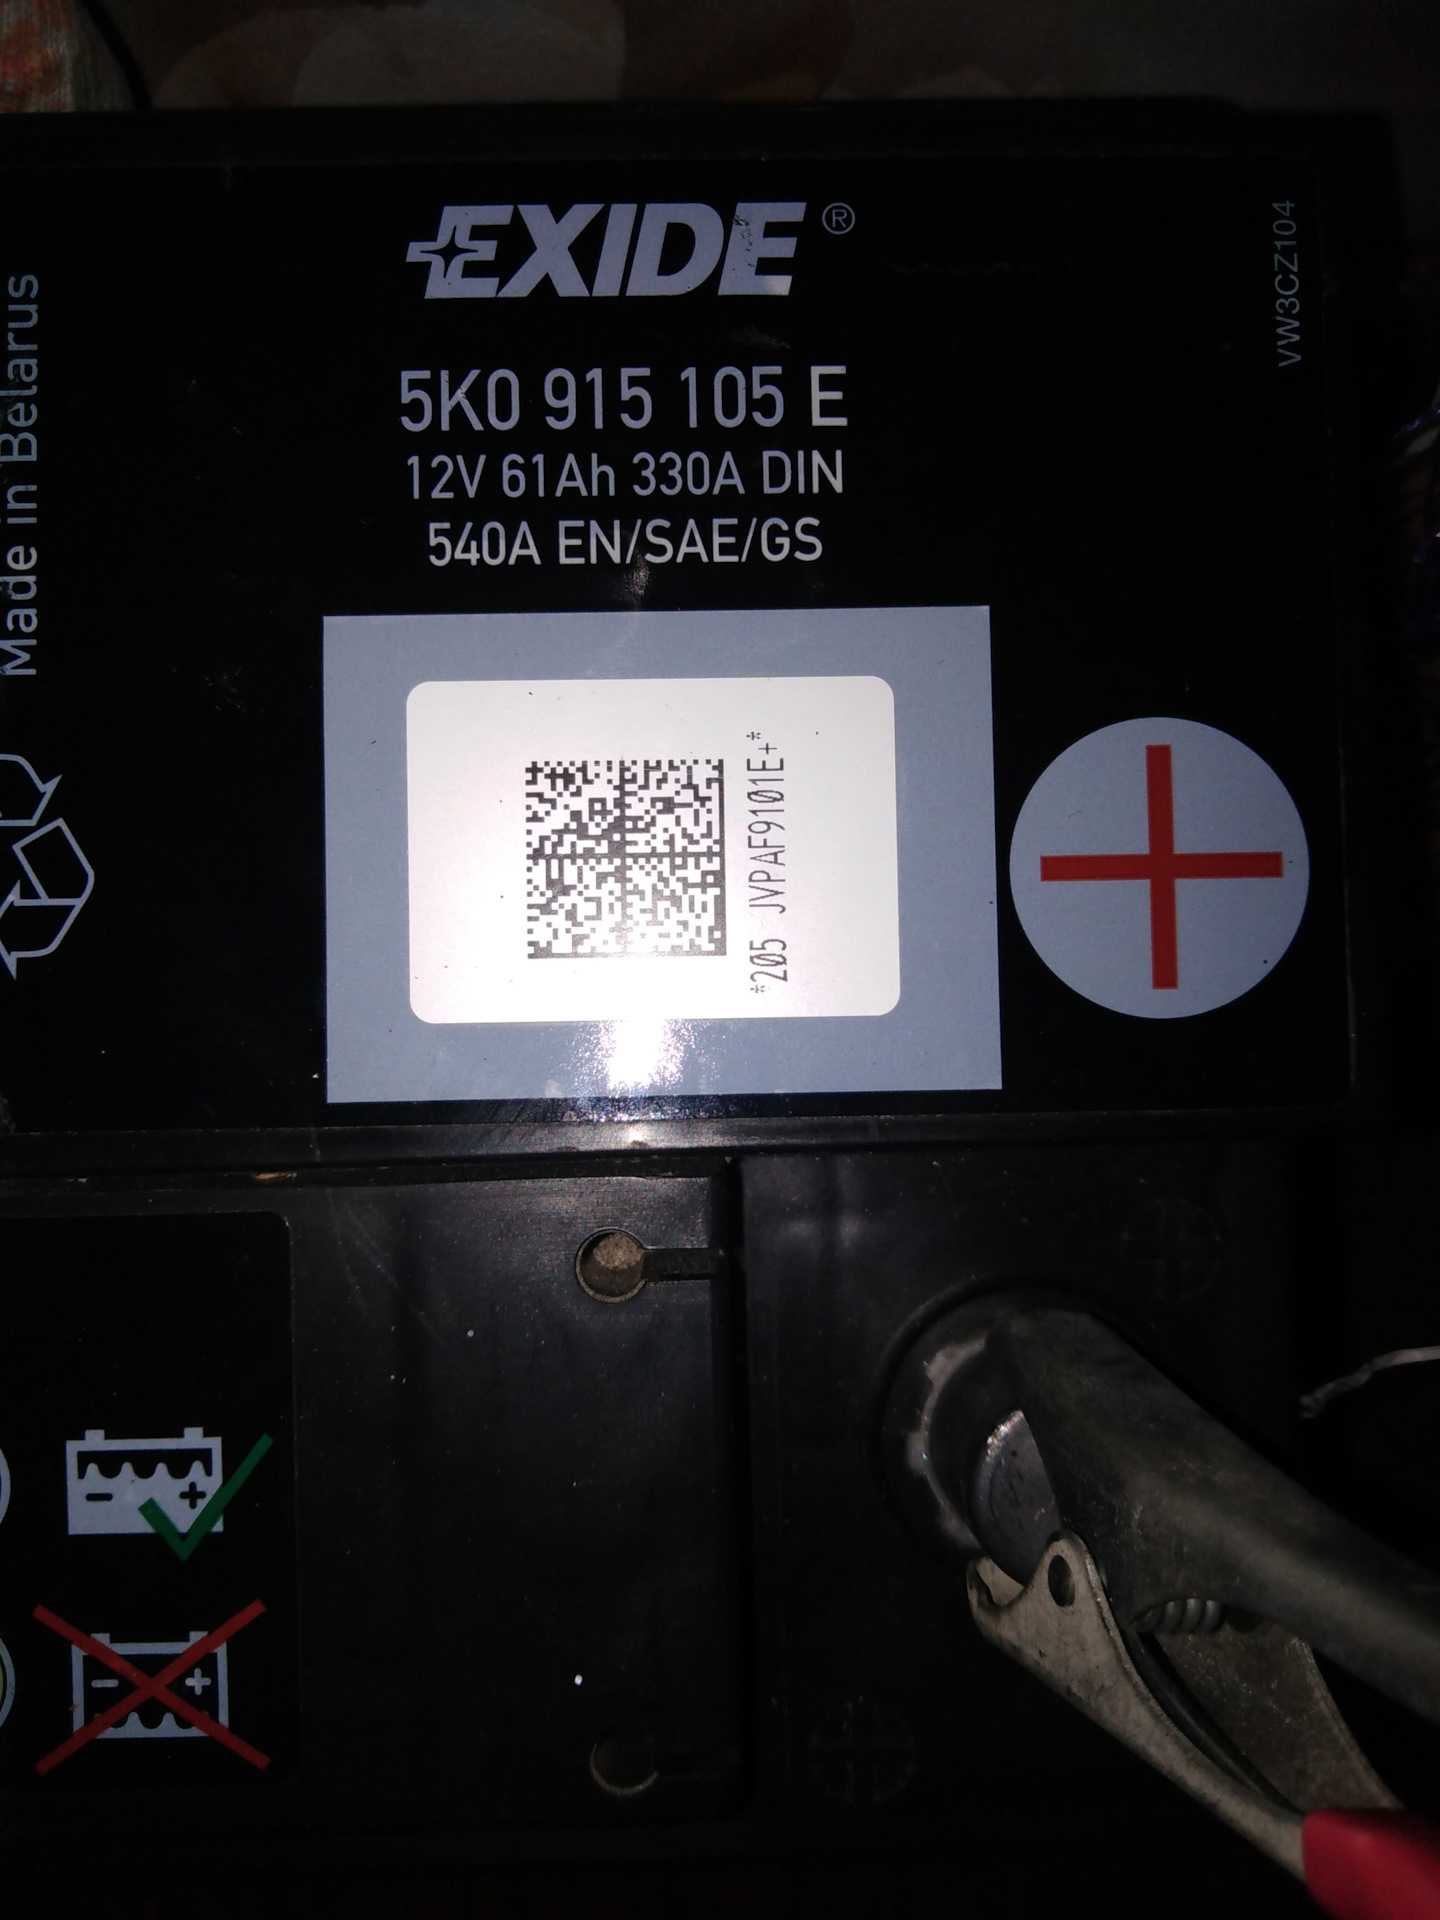 EXIDE ®
5K0 915 105 E
12V 61Ah 330A DIN
540A EN/SAE/GS
VW3CZ104
Made in Belarus
*205 JVPAF9101E+*